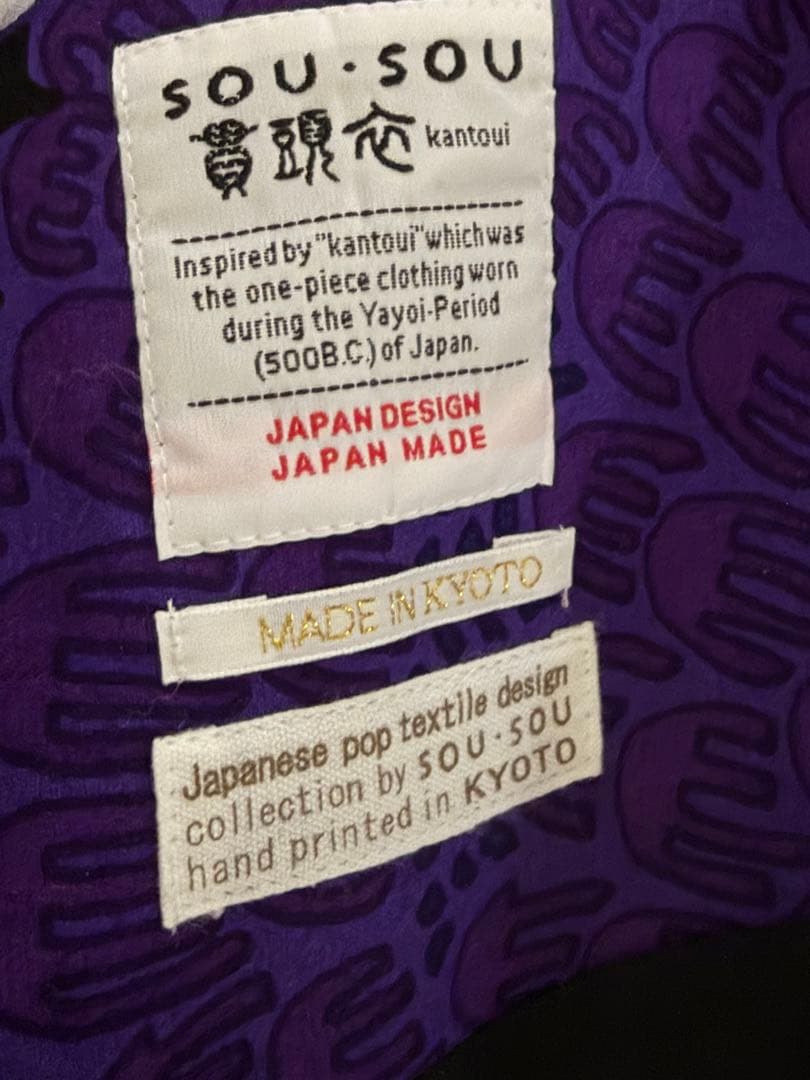 SOU・SOU
貫頭衣 kantoui
Inspired by "kantoui" which was
the one-piece clothing worn
during the Yayoi-Period
(500B.C.) of Japan.
JAPAN DESIGN
JAPAN MADE
MADE IN KYOTO
Japanese pop textile design
collection by SOU・SOU
hand printed in KYOTO